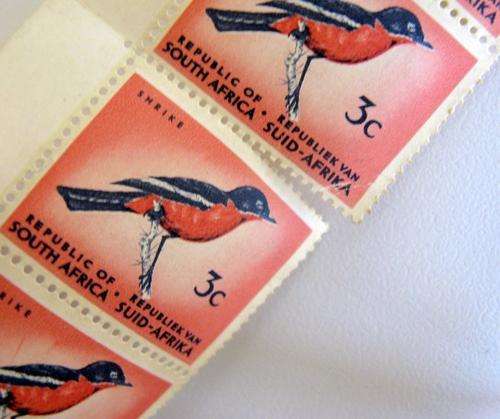 REPUBLIC OF
SOUTH AFRICA · REPUBLIEK VAN
SUID-AFRIKA
3c
SHRIKE
REPUBLIC OF
SOUTH AFRICA · REPUBLIEK VAN
SUID-AFRIKA
3c
RIKE